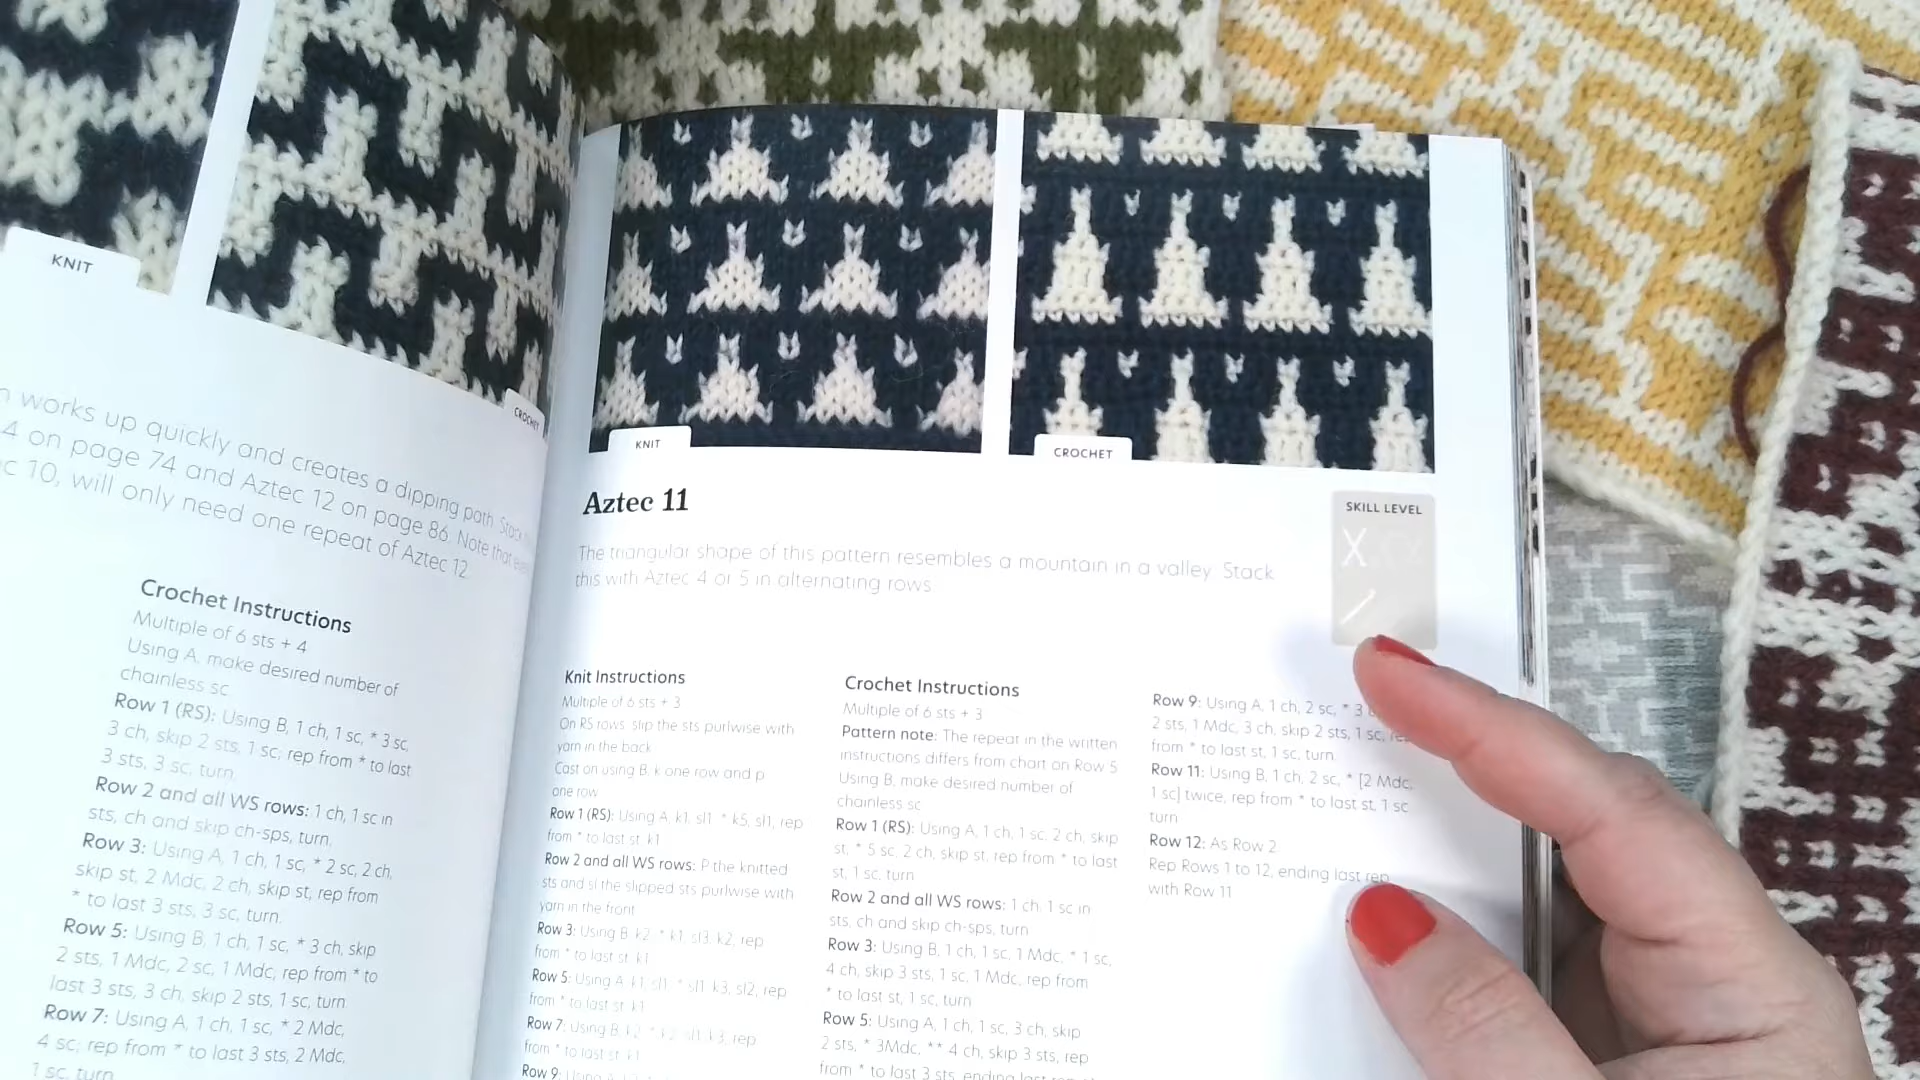 KNIT
CROCHET
works up quickly and creates a dipping path. Stack
4 on page 74 and Aztec 12 on page 86. Note that
c 10, will only need one repeat of Aztec 12.
Crochet Instructions
Multiple of 6 sts + 4
Using A, make desired number of
chainless sc.
Row 1 (RS): Using B, 1 ch, 1 sc, * 3 sc,
3 ch, skip 2 sts, 1 sc; rep from * to last
3 sts, 3 sc, turn.
Row 2 and all WS rows: 1 ch, 1 sc in
sts, ch and skip ch-sps, turn.
Row 3: Using A, 1 ch, 1 sc, * 2 sc, 2 ch,
skip st, 2 Mdc, 2 ch, skip st, rep from
* to last 3 sts, 3 sc, turn.
Row 5: Using B, 1 ch, 1 sc, * 3 ch, skip
2 sts, 1 Mdc, 2 sc, 1 Mdc, rep from * to
last 3 sts, 3 ch, skip 2 sts, 1 sc, turn.
Row 7: Using A, 1 ch, 1 sc, * 2 Mdc,
4 sc; rep from * to last 3 sts, 2 Mdc,
1 sc, turn.
KNIT
CROCHET
Aztec 11
SKILL LEVEL
The triangular shape of this pattern resembles a mountain in a valley. Stack
this with Aztec 4 or 5 in alternating rows.
Knit Instructions
Multiple of 6 sts + 3
On RS rows, slip the sts purlwise with
yarn in the back.
Cast on using B, k one row and p
one row.
Row 1 (RS): Using A, k1, sl1, * k5, sl1, rep
from * to last st, k1.
Row 2 and all WS rows: P the knitted
sts and sl the slipped sts purlwise with
yarn in the front.
Row 3: Using B, k2, * k1, sl3, k2, rep
from * to last st, k1.
Row 5: Using A, k1, sl1, * sl1, k3, sl2, rep
from * to last st, k1.
Row 7: Using B, k2, * k2, sl1, k3, rep
from * to last st, k1.
Row 9: Using A,
Crochet Instructions
Multiple of 6 sts + 3
Pattern note: The repeat in the written
instructions differs from chart on Row 5.
Using B, make desired number of
chainless sc.
Row 1 (RS): Using A, 1 ch, 1 sc, 2 ch, skip
st, * 5 sc, 2 ch, skip st, rep from * to last
st, 1 sc, turn.
Row 2 and all WS rows: 1 ch, 1 sc in
sts, ch and skip ch-sps, turn.
Row 3: Using B, 1 ch, 1 sc, 1 Mdc, * 1 sc,
4 ch, skip 3 sts, 1 sc, 1 Mdc, rep from
* to last st, 1 sc, turn.
Row 5: Using A, 1 ch, 1 sc, 3 ch, skip
2 sts, * 3Mdc, ** 4 ch, skip 3 sts, rep
from * to last 3 sts, ending last
Row 9: Using A, 1 ch, 2 sc, * 3
2 sts, 1 Mdc, 3 ch, skip 2 sts, 1 sc, rep
from * to last st, 1 sc, turn.
Row 11: Using B, 1 ch, 2 sc, * [2 Mdc,
1 sc] twice, rep from * to last st, 1 sc,
turn.
Row 12: As Row 2.
Rep Rows 1 to 12, ending last rep
with Row 11.